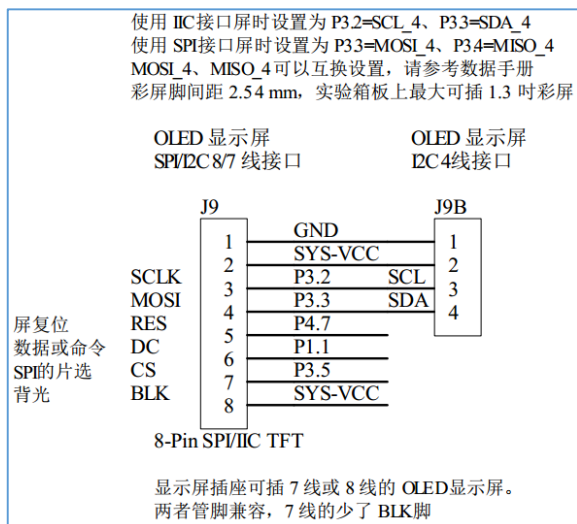 使用 IIC接口屏时设置为 P3.2=SCL_4、P3.3=SDA_4
使用 SPI接口屏时设置为 P3.3=MOSI_4、P3.4=MISO_4
MOSI_4、MISO_4可以互换设置，请参考数据手册
彩屏脚间距 2.54 mm，实验箱板上最大可插 1.3 吋彩屏
OLED 显示屏
SPI/I2C 8/7 线接口
OLED 显示屏
I2C 4线接口
J9
J9B
1 GND 1
2 SYS-VCC 2
SCLK 3 P3.2 SCL 3
MOSI 4 P3.3 SDA 4
屏复位 RES 5 P4.7
数据或命令 DC 6 P1.1
SPI的片选 CS 7 P3.5
背光 BLK 8 SYS-VCC
8-Pin SPI/IIC TFT
显示屏插座可插 7 线或 8 线的 OLED显示屏。
两者管脚兼容，7 线的少了 BLK脚